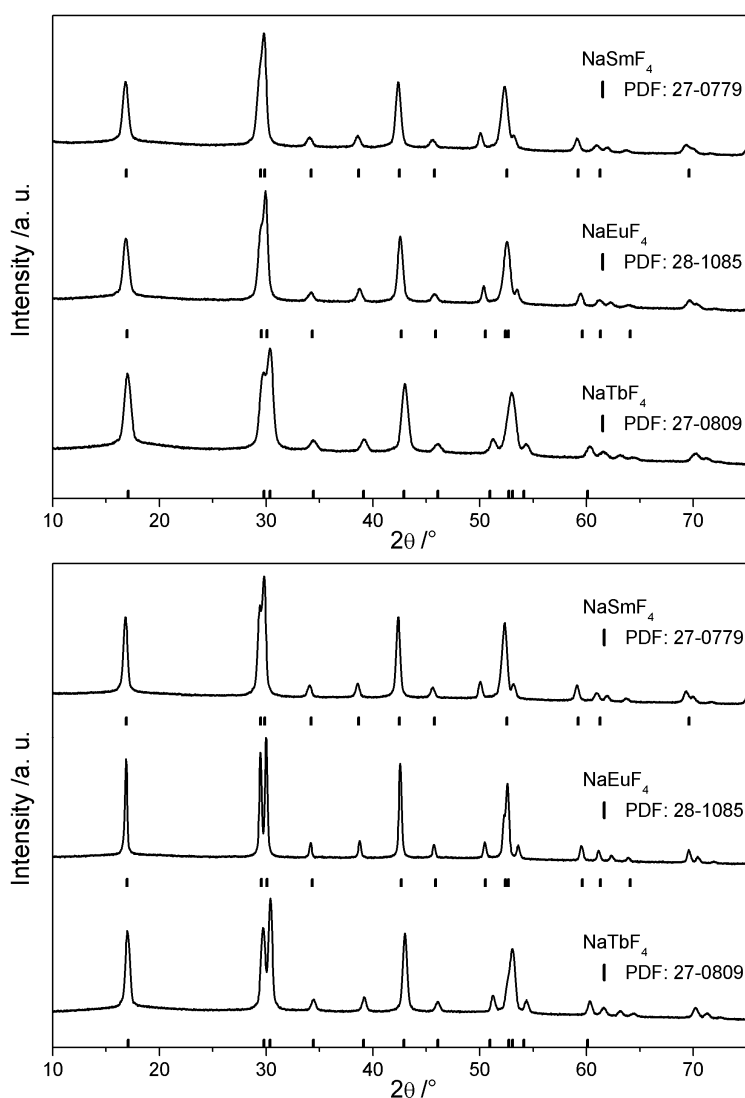 Intensity /a. u.
NaSmF4
PDF: 27-0779
NaEuF4
PDF: 28-1085
NaTbF4
PDF: 27-0809
10 20 30 40 50 60 70
2θ /°
Intensity /a. u.
NaSmF4
PDF: 27-0779
NaEuF4
PDF: 28-1085
NaTbF4
PDF: 27-0809
10 20 30 40 50 60 70
2θ /°